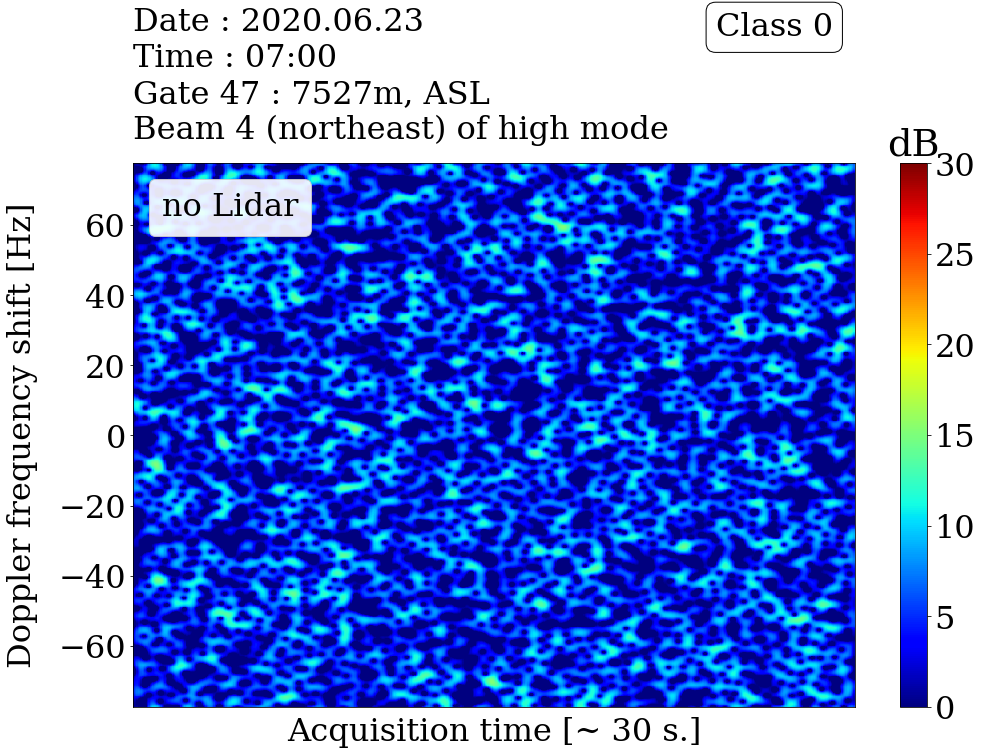 Date : 2020.06.23
Time : 07:00
Gate 47 : 7527m, ASL
Beam 4 (northeast) of high mode
Class 0
dB
no Lidar
Doppler frequency shift [Hz]
60
40
20
0
−20
−40
−60
Acquisition time [~ 30 s.]
30
25
20
15
10
5
0